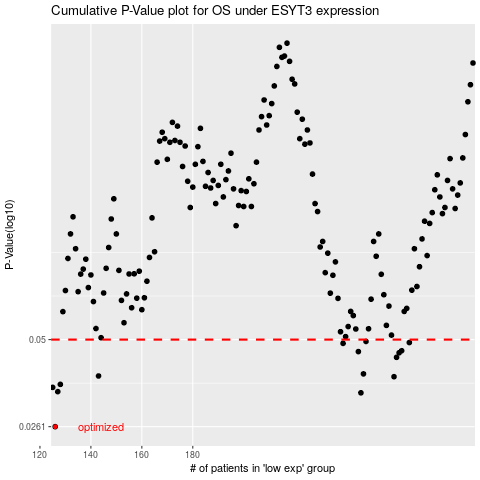 Cumulative P-Value plot for OS under ESYT3 expression
P-Value(log10)
0.05
0.0261
optimized
120 140 160 180
# of patients in 'low exp' group